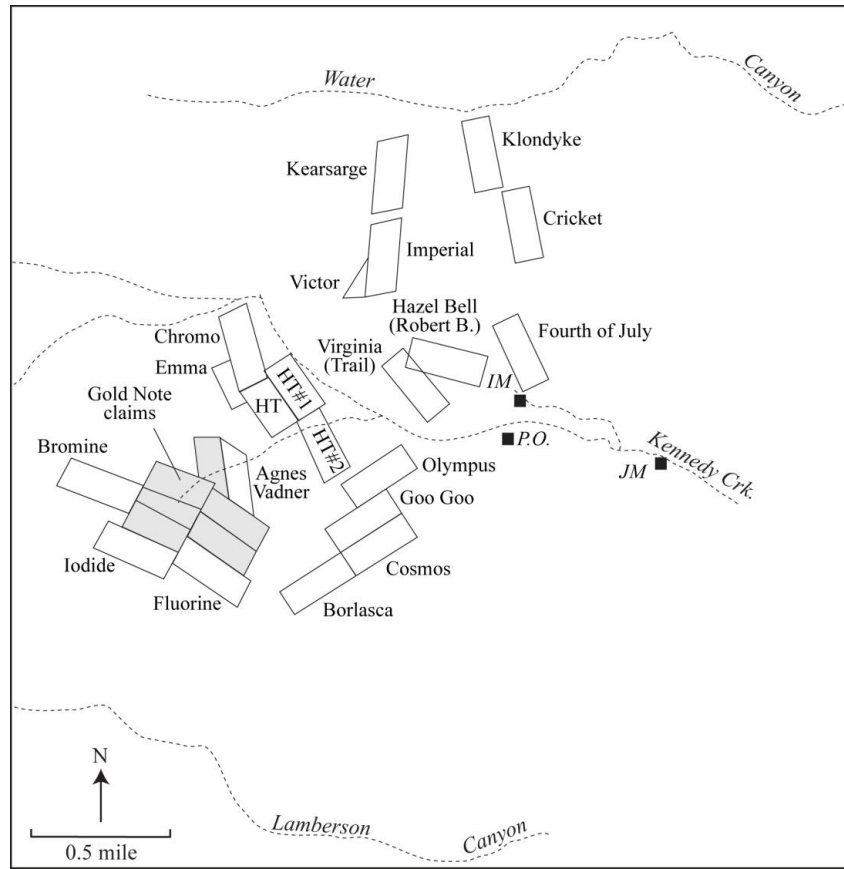 Water
Canyon
Klondyke
Kearsarge
Cricket
Imperial
Victor
Hazel Bell
(Robert B.)
Fourth of July
Chromo
Virginia
(Trail)
Emma
HT#1
IM
Gold Note
claims
HT
HT#2
P.O.
Kennedy Crk.
Bromine
Olympus
JM
Agnes
Vadner
Goo Goo
Iodide
Cosmos
Fluorine
Borlasca
N
Lamberson
Canyon
0.5 mile